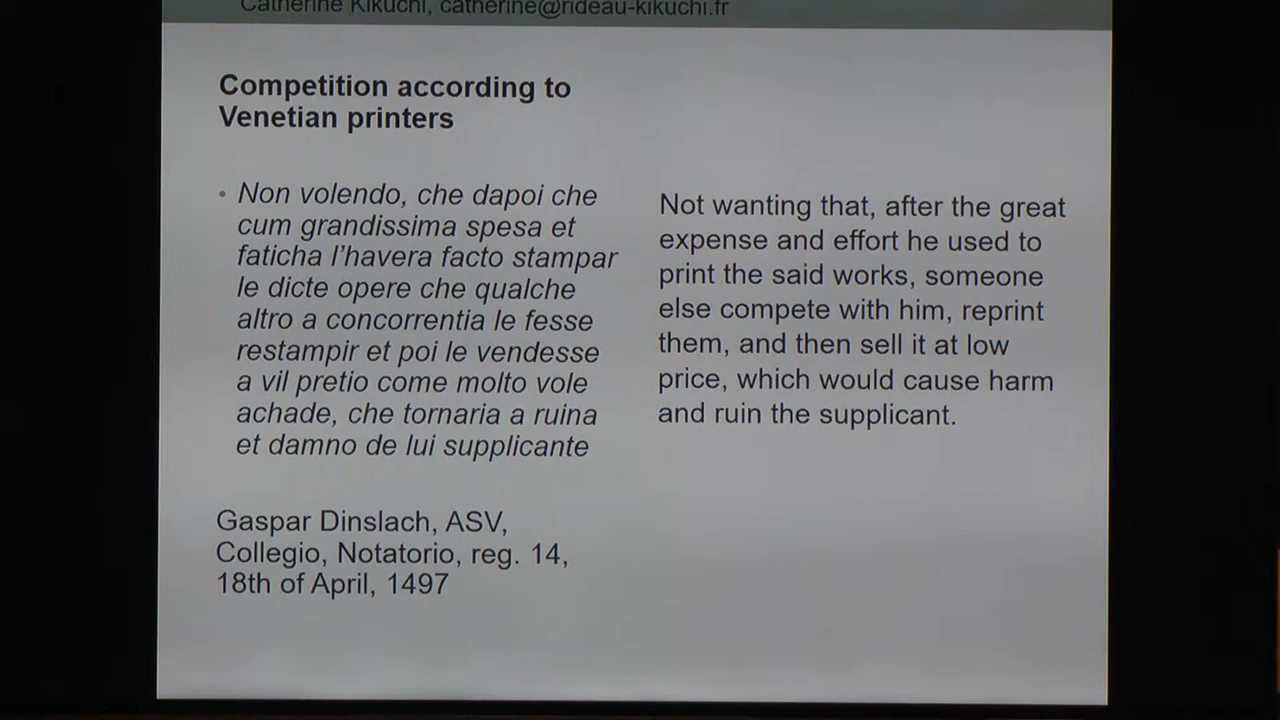 Catherine Kikuchi, catherine@rideau-kikuchi.fr
Competition according to
Venetian printers
• Non volendo, che dapoi che
cum grandissima spesa et
faticha l'havera facto stampar
le dicte opere che qualche
altro a concorrentia le fesse
restampir et poi le vendesse
a vil pretio come molto vole
achade, che tornaria a ruina
et damno de lui supplicante
Gaspar Dinslach, ASV,
Collegio, Notatorio, reg. 14,
18th of April, 1497
Not wanting that, after the great
expense and effort he used to
print the said works, someone
else compete with him, reprint
them, and then sell it at low
price, which would cause harm
and ruin the supplicant.